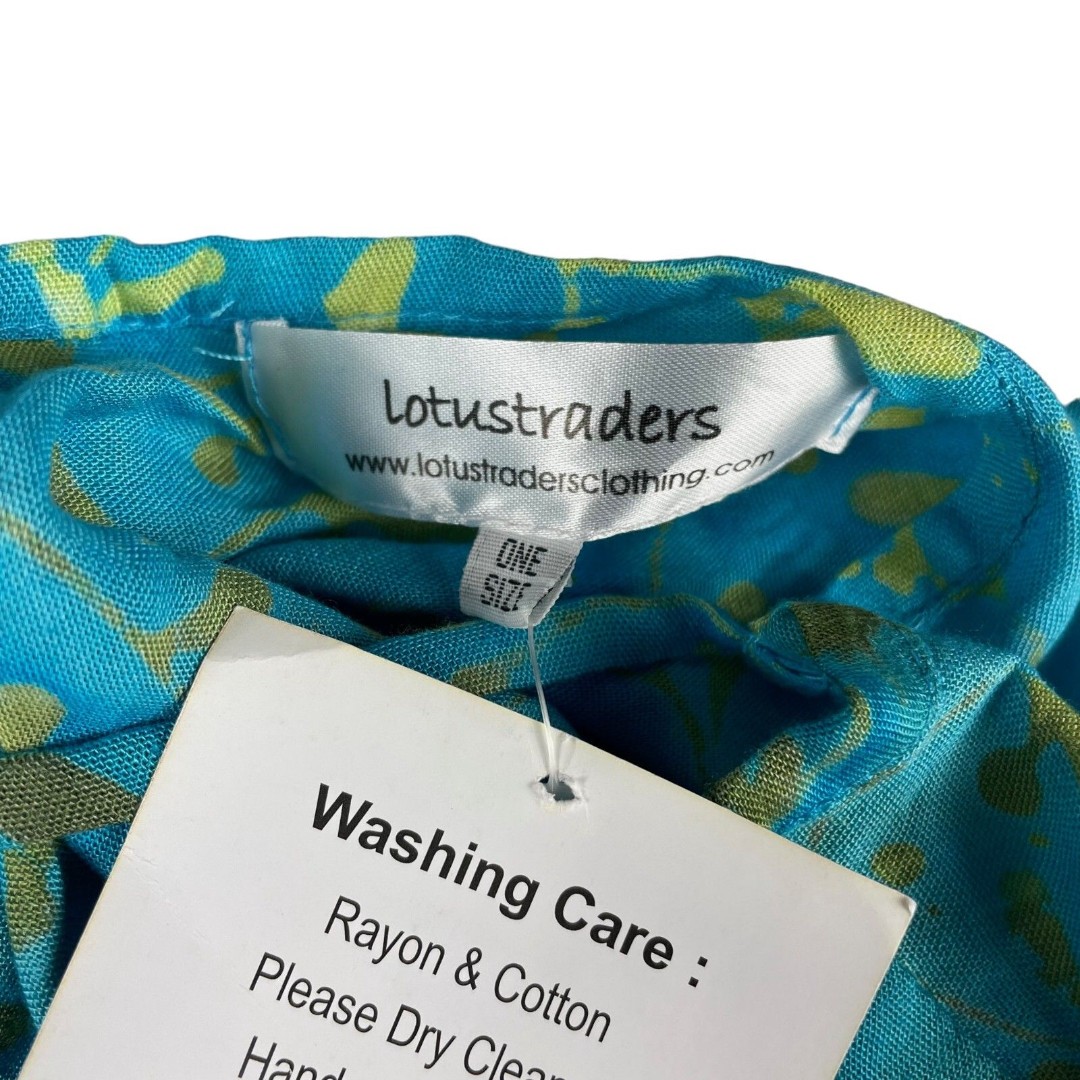 Lotustraders
www.lotustradersclothing.com
ONE
SIZE
Washing Care :
Rayon & Cotton
Please Dry Clean